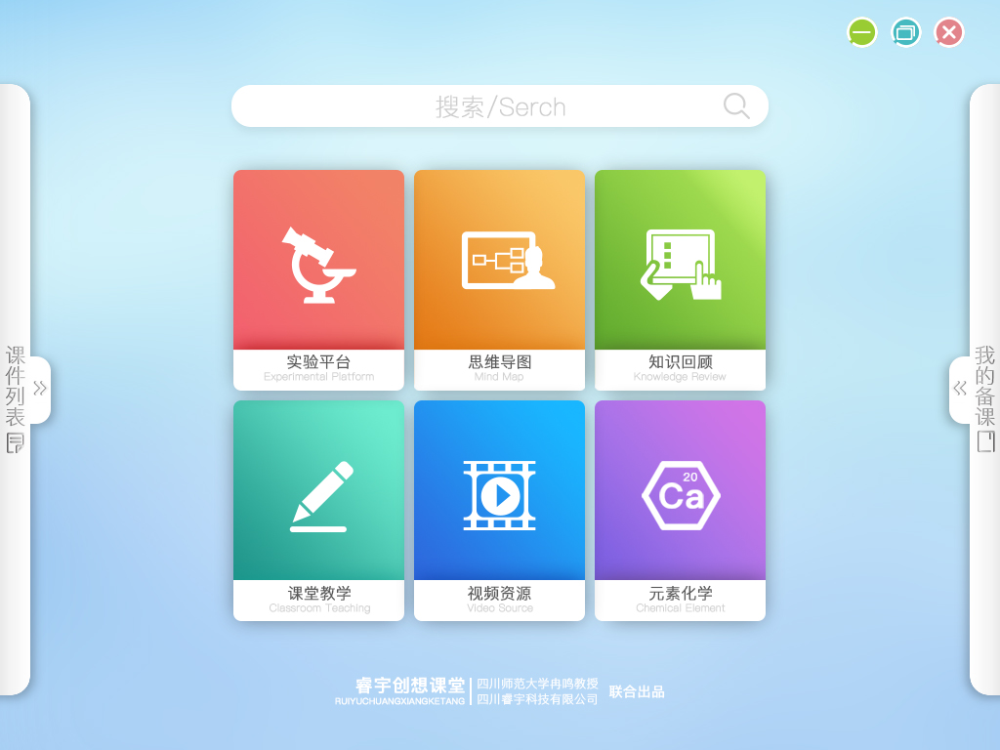 搜索/Serch
课件列表
我的备课
实验平台
Experimental Platform
思维导图
Mind Map
知识回顾
Knowledge Review
20
Ca
课堂教学
Classroom Teaching
视频资源
Video Source
元素化学
Chemical Element
睿宇创想课堂
RUIYUCHUANGXIANGKETANG
四川师范大学冉鸣教授
四川睿宇科技有限公司
联合出品